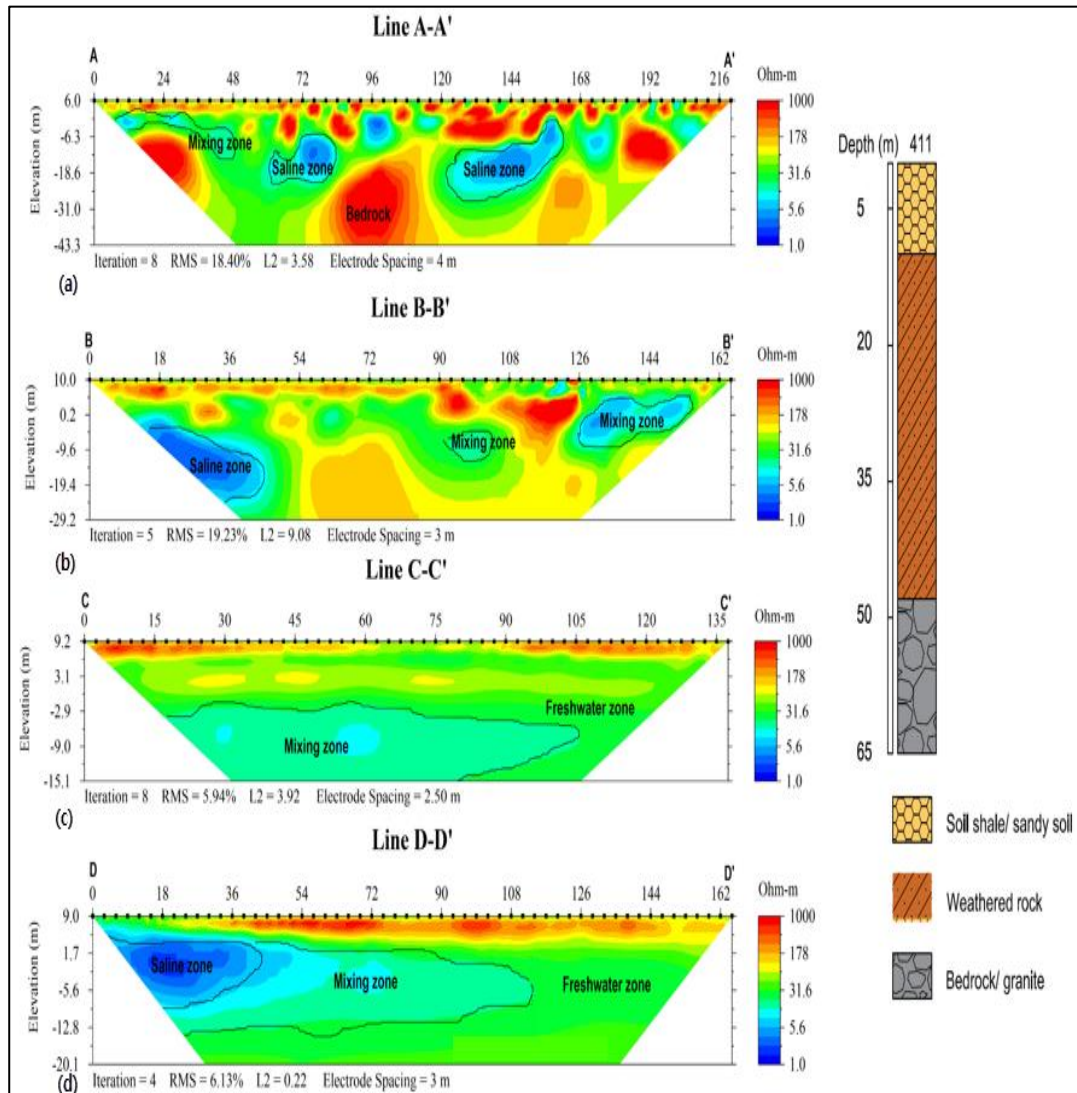 Line A-A'
A A'
0 24 48 72 96 120 144 168 192 216
Ohm-m
Elevation (m)
6.0
-6.3
-18.6
-31.0
-43.3
Mixing zone
Saline zone
Saline zone
Bedrock
1000
178
31.6
5.6
1.0
Iteration = 8 RMS = 18.40% L2 = 3.58 Electrode Spacing = 4 m
(a)
Line B-B'
B B'
0 18 36 54 72 90 108 126 144 162
Ohm-m
Elevation (m)
10.0
0.2
-9.6
-19.4
-29.2
Mixing zone
Mixing zone
Saline zone
1000
178
31.6
5.6
1.0
Iteration = 5 RMS = 19.23% L2 = 9.08 Electrode Spacing = 3 m
(b)
Line C-C'
C C'
0 15 30 45 60 75 90 105 120 135
Ohm-m
Elevation (m)
9.2
3.1
-2.9
-9.0
-15.1
Freshwater zone
Mixing zone
1000
178
31.6
5.6
1.0
Iteration = 8 RMS = 5.94% L2 = 3.92 Electrode Spacing = 2.50 m
(c)
Line D-D'
D D'
0 18 36 54 72 90 108 126 144 162
Ohm-m
Elevation (m)
9.0
1.7
-5.6
-12.8
-20.1
Saline zone
Mixing zone
Freshwater zone
1000
178
31.6
5.6
1.0
(d)
Iteration = 4 RMS = 6.13% L2 = 0.22 Electrode Spacing = 3 m
Depth (m) 411
5
20
35
50
65
Soil shale/ sandy soil
Weathered rock
Bedrock/ granite